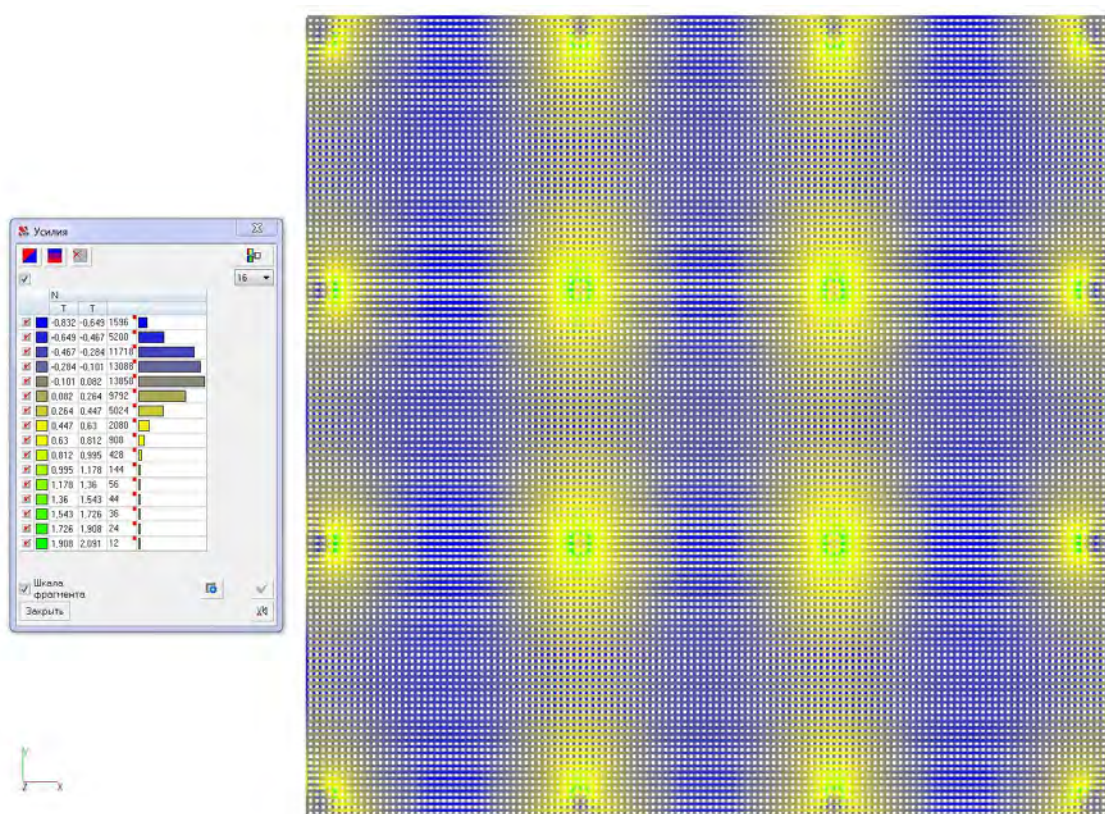 Усилия
16
N
T T
-0,832 -0,649 1596
-0,649 -0,467 5200
-0,467 -0,284 11718
-0,284 -0,101 13088
-0,101 0,082 13858
0,082 0,264 9792
0,264 0,447 5024
0,447 0,63 2080
0,63 0,812 908
0,812 0,995 428
0,995 1,178 144
1,178 1,36 56
1,36 1,543 44
1,543 1,726 36
1,726 1,908 24
1,908 2,091 12
Шкала
фрагмента
Закрыть
Y
Z X